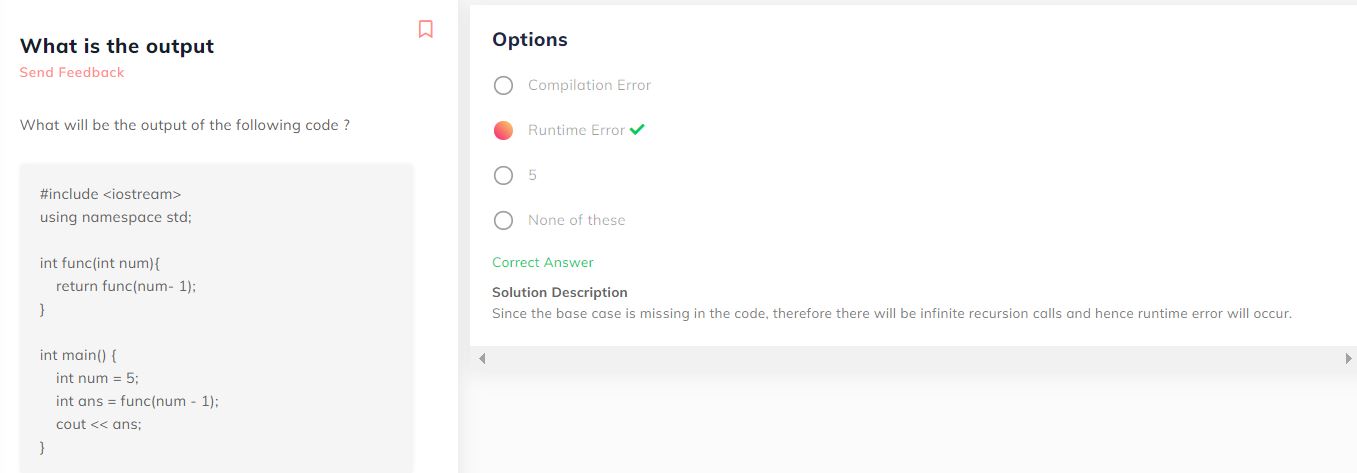 What is the output
Send Feedback
What will be the output of the following code ?
#include <iostream>
using namespace std;
int func(int num){
return func(num- 1);
}
int main() {
int num = 5;
int ans = func(num - 1);
cout << ans;
}
Options
Compilation Error
Runtime Error
5
None of these
Correct Answer
Solution Description
Since the base case is missing in the code, therefore there will be infinite recursion calls and hence runtime error will occur.